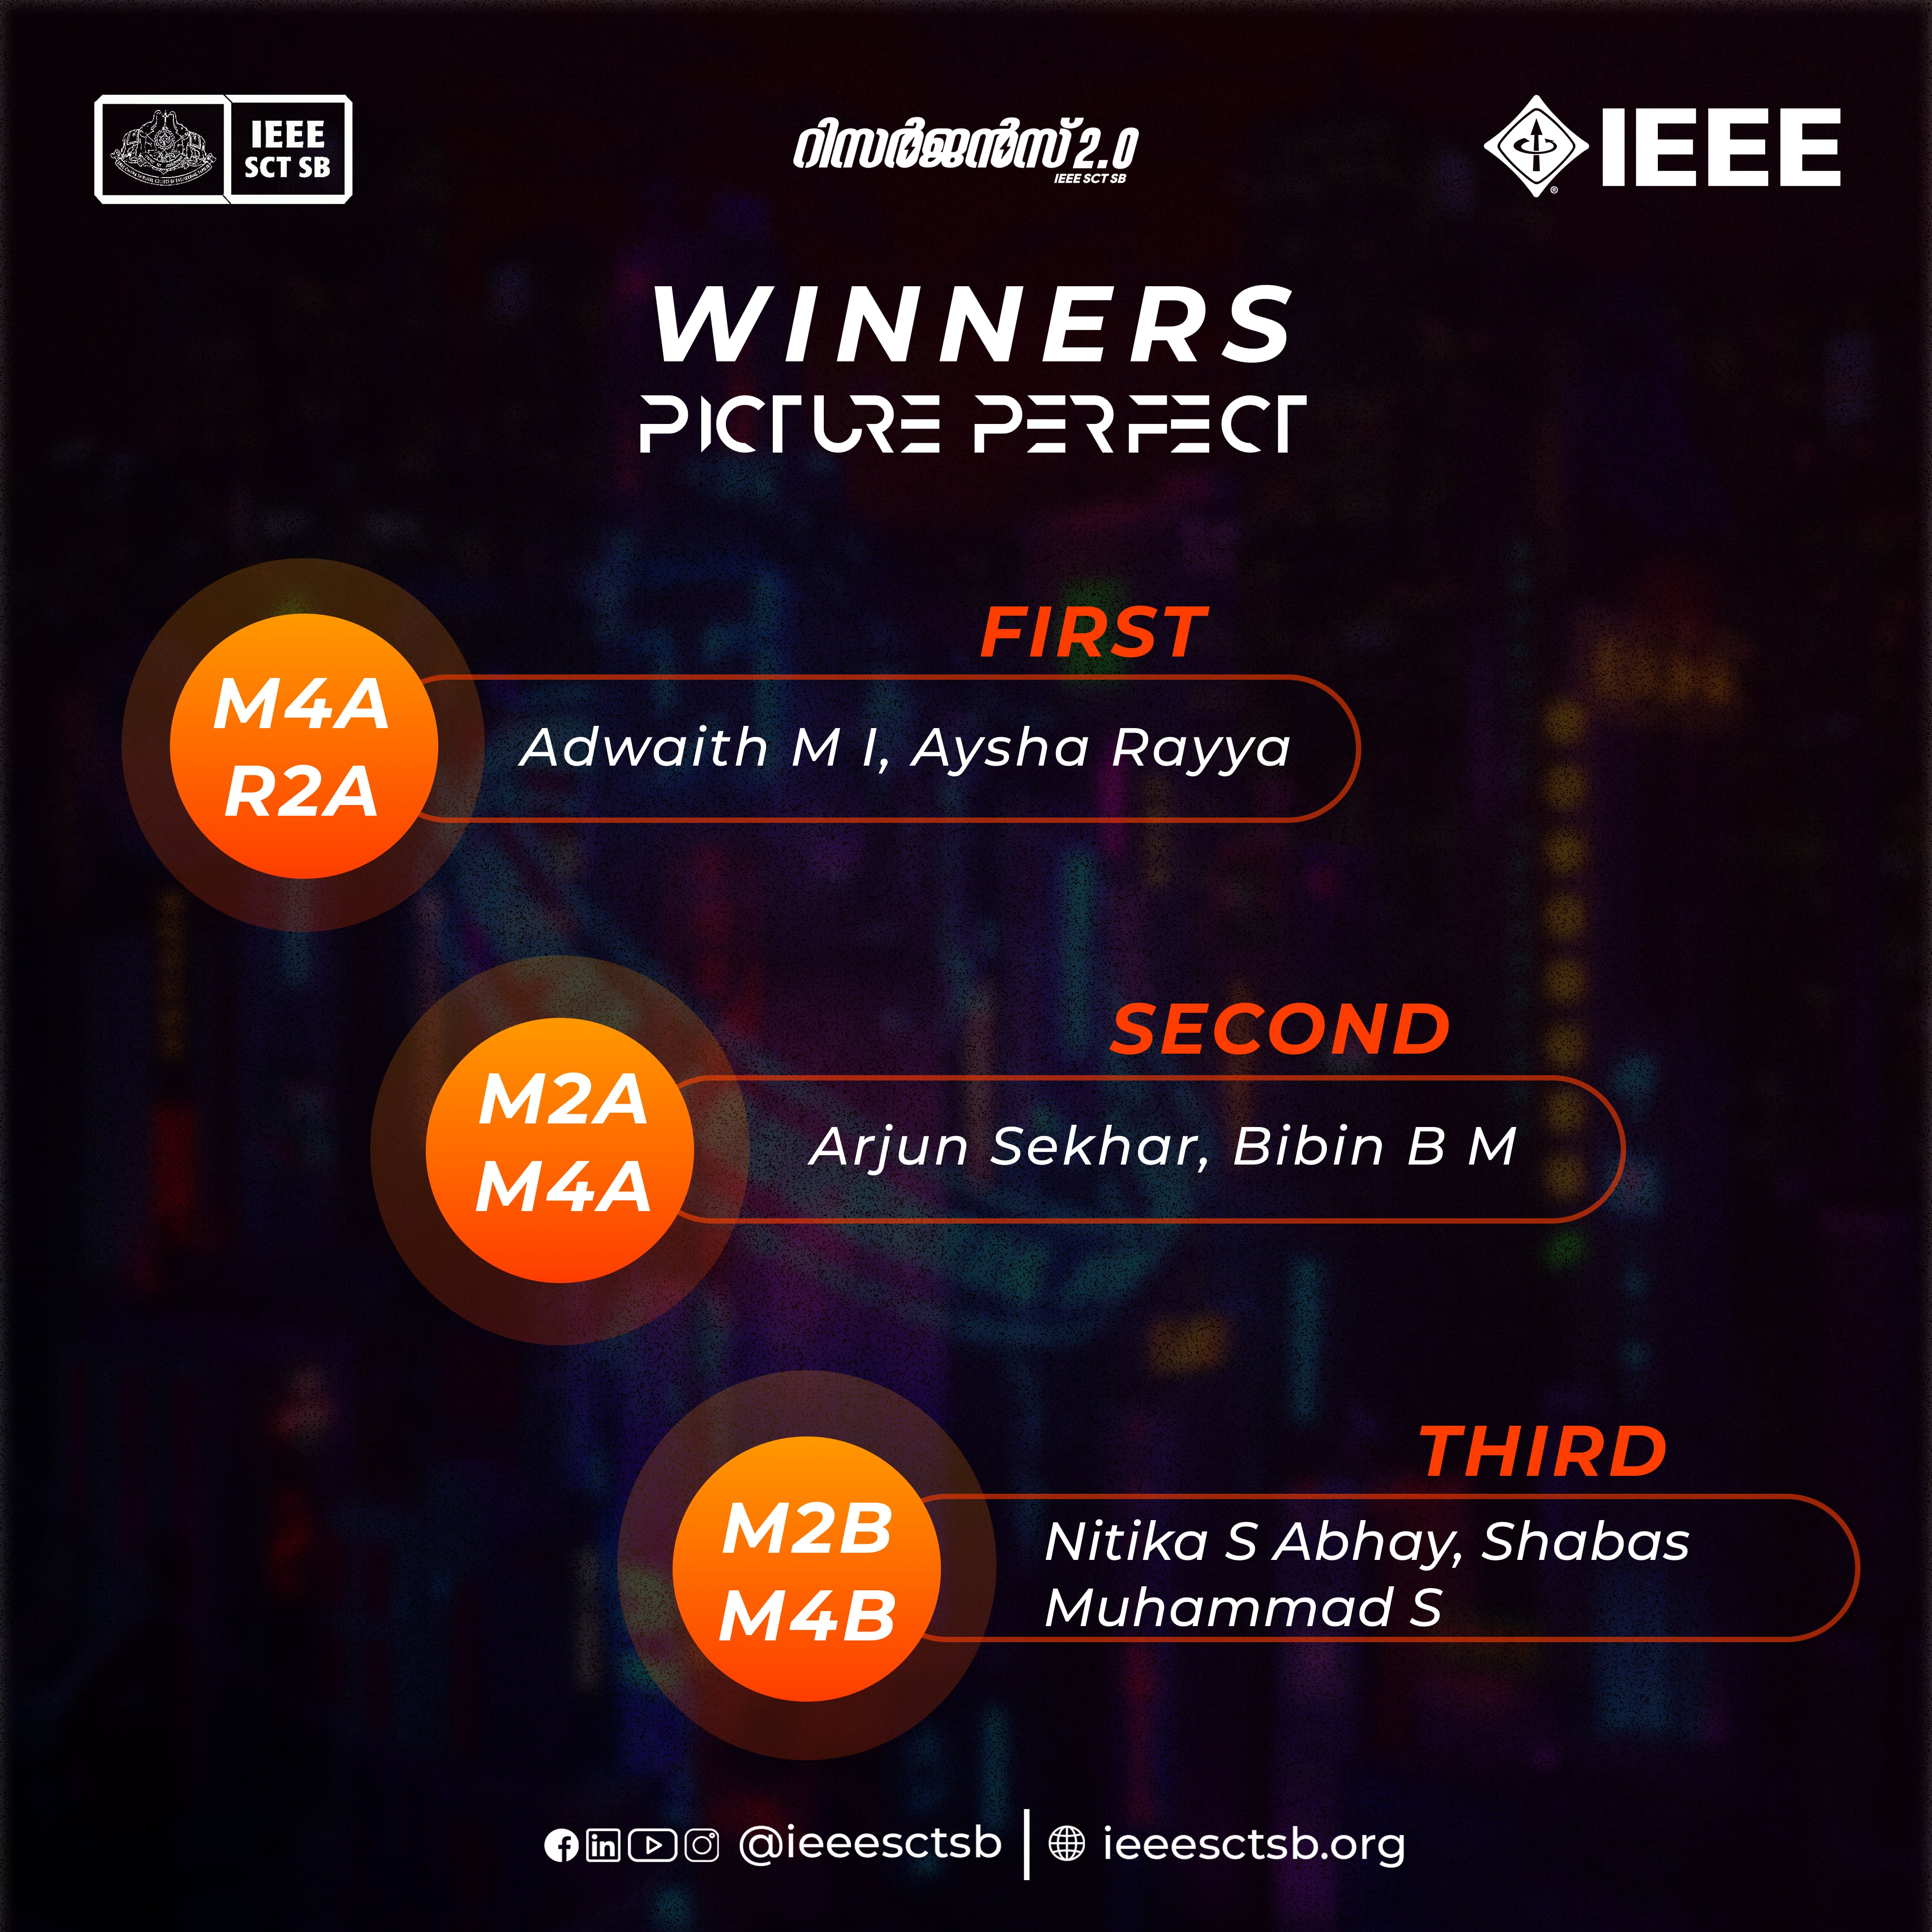 IEEE
SCT SB
റിസർജൻസ് 2.0
IEEE SCT SB
IEEE
WINNERS
PICTURE PERFECT
FIRST
M4A
R2A
Adwaith M I, Aysha Rayya
SECOND
M2A
M4A
Arjun Sekhar, Bibin B M
THIRD
M2B
M4B
Nitika S Abhay, Shabas
Muhammad S
@ieeesctsb | ieeesctsb.org